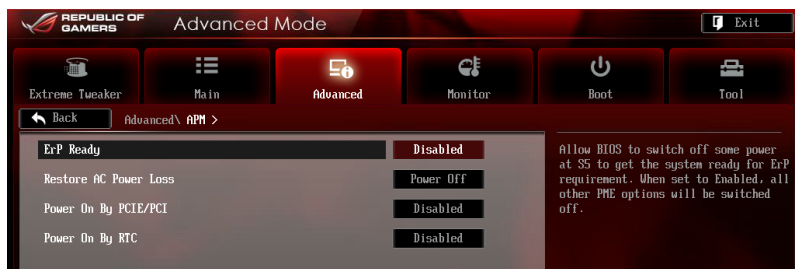 REPUBLIC OF
GAMERS
Advanced Mode
Exit
Extreme Tweaker
Main
Advanced
Monitor
Boot
Tool
Back
Advanced\ APM >
ErP Ready
Disabled
Restore AC Power Loss
Power Off
Power On By PCIE/PCI
Disabled
Power On By RTC
Disabled
Allow BIOS to switch off some power
at S5 to get the system ready for ErP
requirement. When set to Enabled, all
other PME options will be switched
off.